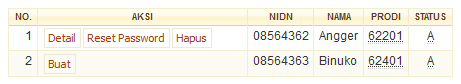 NO. AKSI NIDN NAMA PRODI STATUS
1 Detail Reset Password Hapus 08564362 Angger 62201 A
2 Buat 08564363 Binuko 62401 A